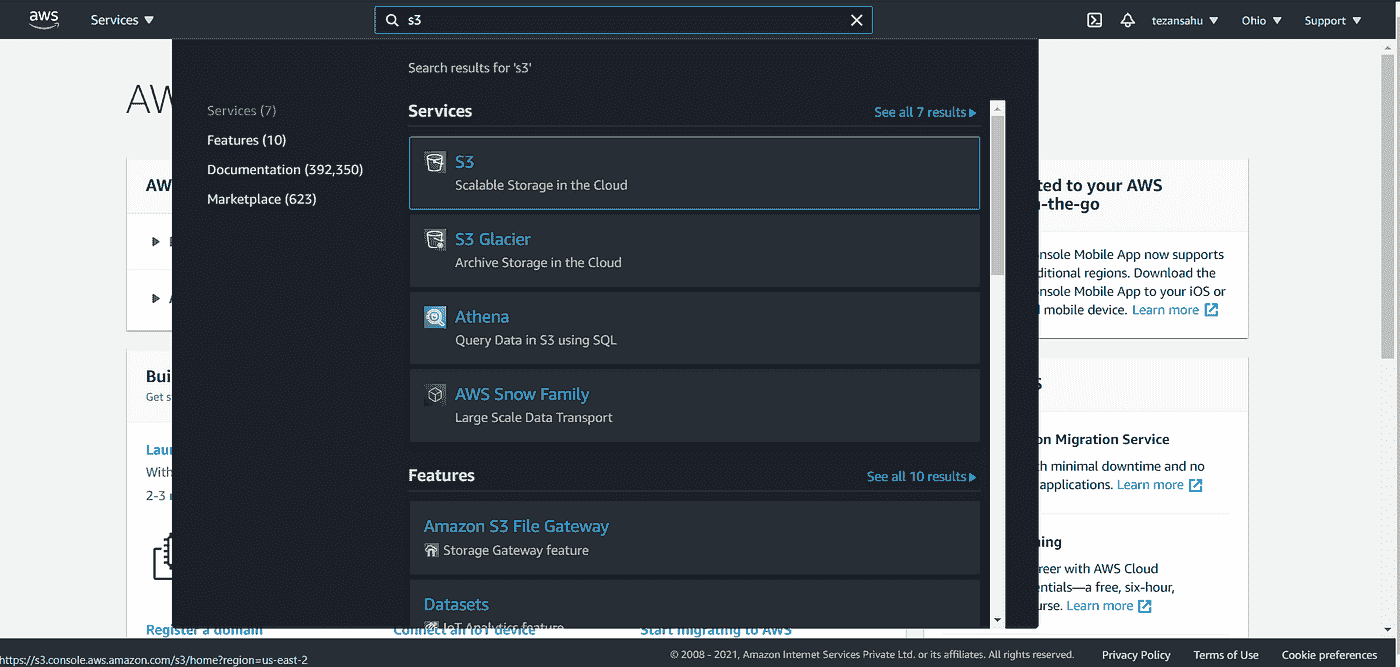 aws
Services
s3
tezansahu
Ohio
Support
Search results for 's3'
Services (7)
Features (10)
Documentation (392,350)
Marketplace (623)
Services
See all 7 results
S3
Scalable Storage in the Cloud
S3 Glacier
Archive Storage in the Cloud
Athena
Query Data in S3 using SQL
AWS Snow Family
Large Scale Data Transport
Features
See all 10 results
Amazon S3 File Gateway
Storage Gateway feature
Datasets
IoT Analytics feature
AW
AW
Bui
Get s
Lau
With
2-3
Register a domain
Connect an IoT device
Start migrating to AWS
ted to your AWS
-the-go
nsole Mobile App now supports
ditional regions. Download the
onsole Mobile App to your iOS or
mobile device. Learn more
s
on Migration Service
h minimal downtime and no
applications. Learn more
ning
reer with AWS Cloud
entials—a free, six-hour,
urse. Learn more
https://s3.console.aws.amazon.com/s3/home?region=us-east-2
© 2008 - 2021, Amazon Internet Services Private Ltd. or its affiliates. All rights reserved.
Privacy Policy
Terms of Use
Cookie preferences